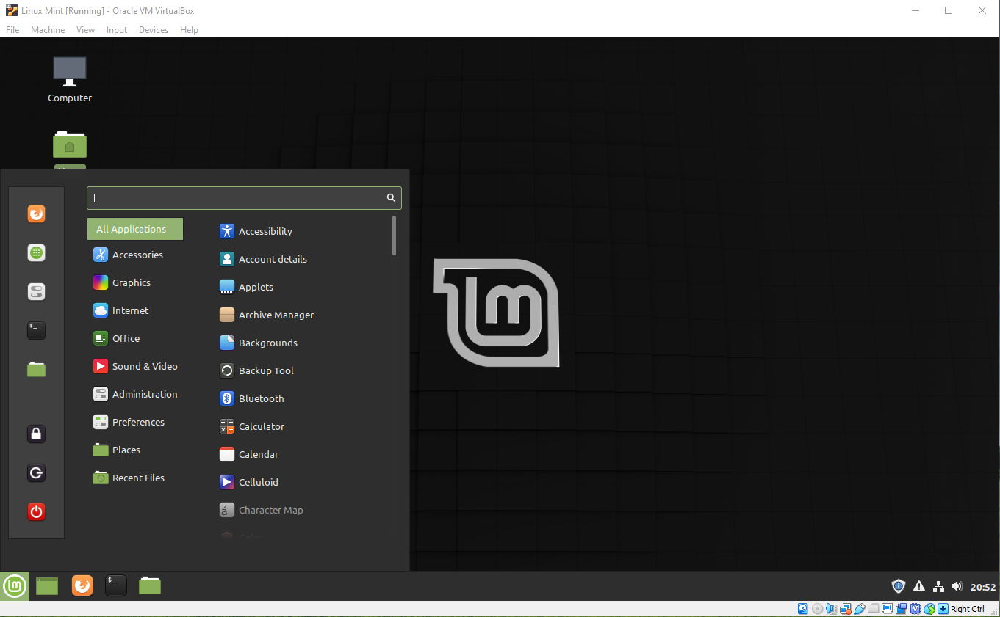 Linux Mint [Running] - Oracle VM VirtualBox
File Machine View Input Devices Help
Computer
All Applications
Accessories
Graphics
Internet
Office
Sound & Video
Administration
Preferences
Places
Recent Files
Accessibility
Account details
Applets
Archive Manager
Backgrounds
Backup Tool
Bluetooth
Calculator
Calendar
Celluloid
Character Map
20:52
Right Ctrl